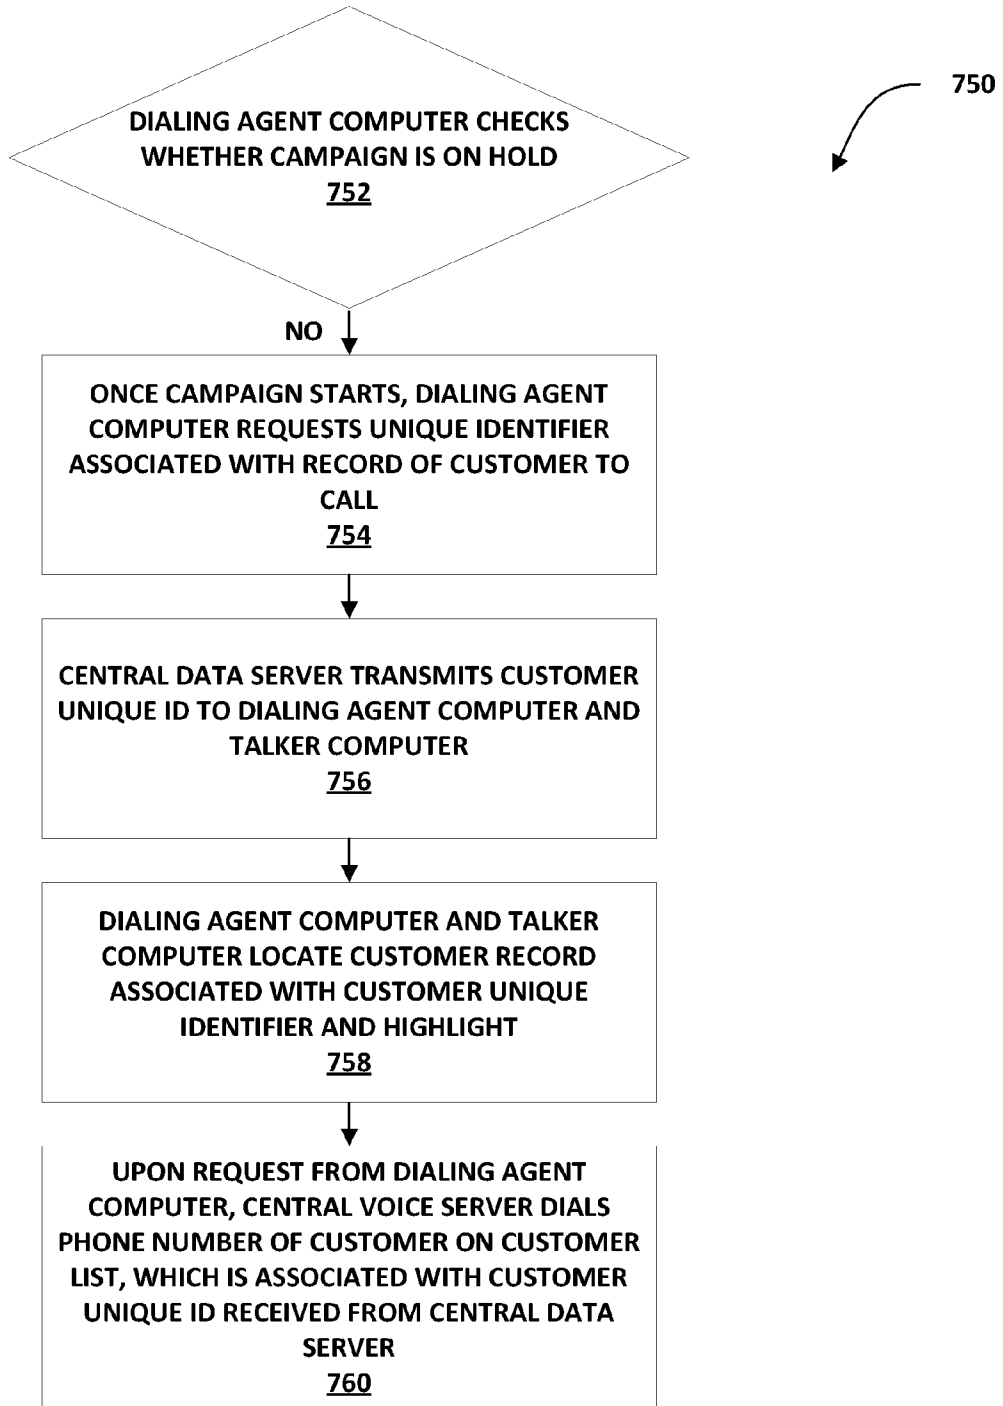 750
DIALING AGENT COMPUTER CHECKS
WHETHER CAMPAIGN IS ON HOLD
752
NO
ONCE CAMPAIGN STARTS, DIALING AGENT
COMPUTER REQUESTS UNIQUE IDENTIFIER
ASSOCIATED WITH RECORD OF CUSTOMER TO
CALL
754
CENTRAL DATA SERVER TRANSMITS CUSTOMER
UNIQUE ID TO DIALING AGENT COMPUTER AND
TALKER COMPUTER
756
DIALING AGENT COMPUTER AND TALKER
COMPUTER LOCATE CUSTOMER RECORD
ASSOCIATED WITH CUSTOMER UNIQUE
IDENTIFIER AND HIGHLIGHT
758
UPON REQUEST FROM DIALING AGENT
COMPUTER, CENTRAL VOICE SERVER DIALS
PHONE NUMBER OF CUSTOMER ON CUSTOMER
LIST, WHICH IS ASSOCIATED WITH CUSTOMER
UNIQUE ID RECEIVED FROM CENTRAL DATA
SERVER
760